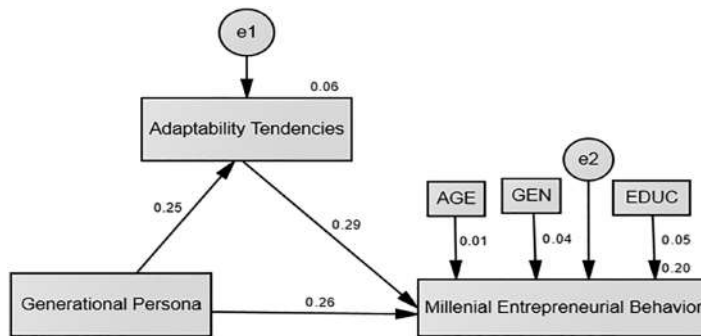 e1
0.06
Adaptability Tendencies
e2
AGE
GEN
EDUC
0.25
0.29
0.01
0.04
0.05
0.20
Generational Persona
0.26
Millenial Entrepreneurial Behavior